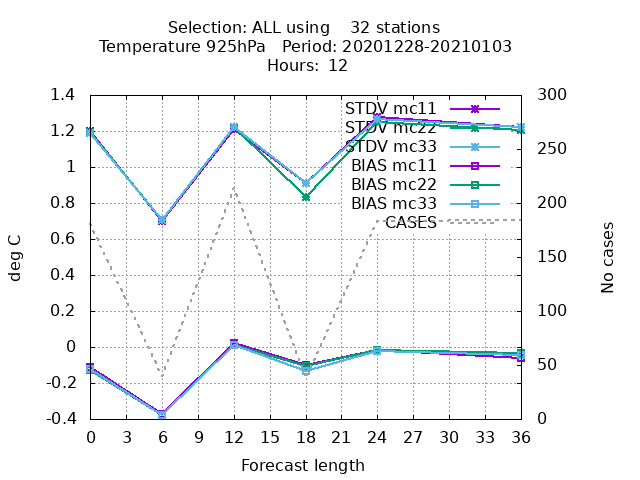 Selection: ALL using    32 stations
Temperature 925hPa   Period: 20201228-20210103
Hours:  12
1.4
1.2
1
0.8
0.6
0.4
0.2
0
-0.2
-0.4
deg C
STDV mc11
STDV mc22
STDV mc33
BIAS mc11
BIAS mc22
BIAS mc33
CASES
300
250
200
150
100
50
0
No cases
0 3 6 9 12 15 18 21 24 27 30 33 36
Forecast length